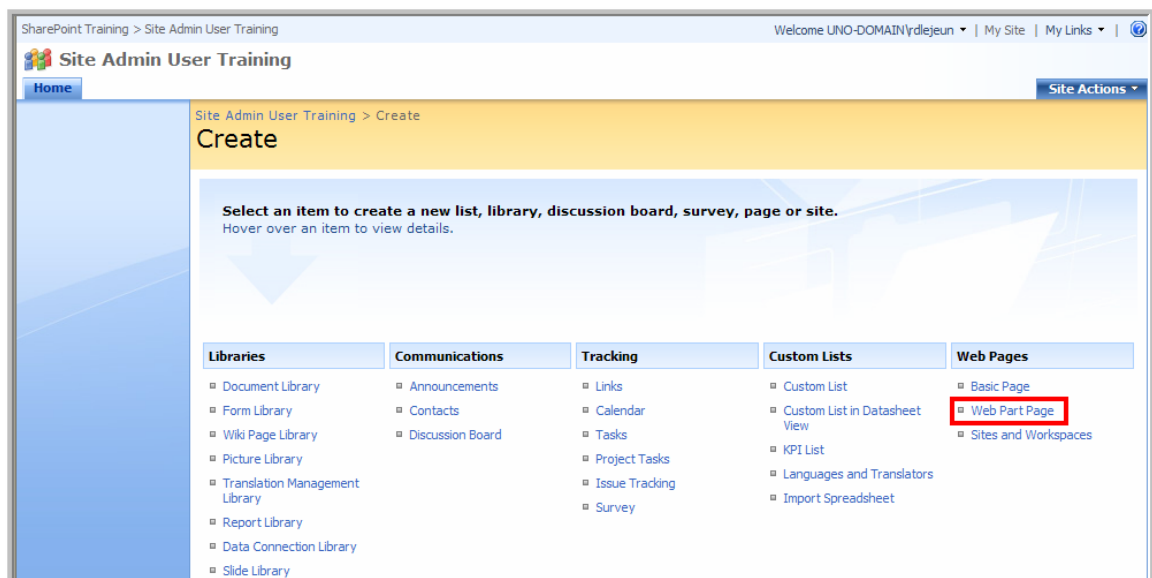 SharePoint Training > Site Admin User Training
Welcome UNO-DOMAIN\rdlejeun | My Site | My Links |
Site Admin User Training
Home
Site Actions
Site Admin User Training > Create
Create
Select an item to create a new list, library, discussion board, survey, page or site.
Hover over an item to view details.
Libraries
Document Library
Form Library
Wiki Page Library
Picture Library
Translation Management
Library
Report Library
Data Connection Library
Slide Library
Communications
Announcements
Contacts
Discussion Board
Tracking
Links
Calendar
Tasks
Project Tasks
Issue Tracking
Survey
Custom Lists
Custom List
Custom List in Datasheet
View
KPI List
Languages and Translators
Import Spreadsheet
Web Pages
Basic Page
Web Part Page
Sites and Workspaces